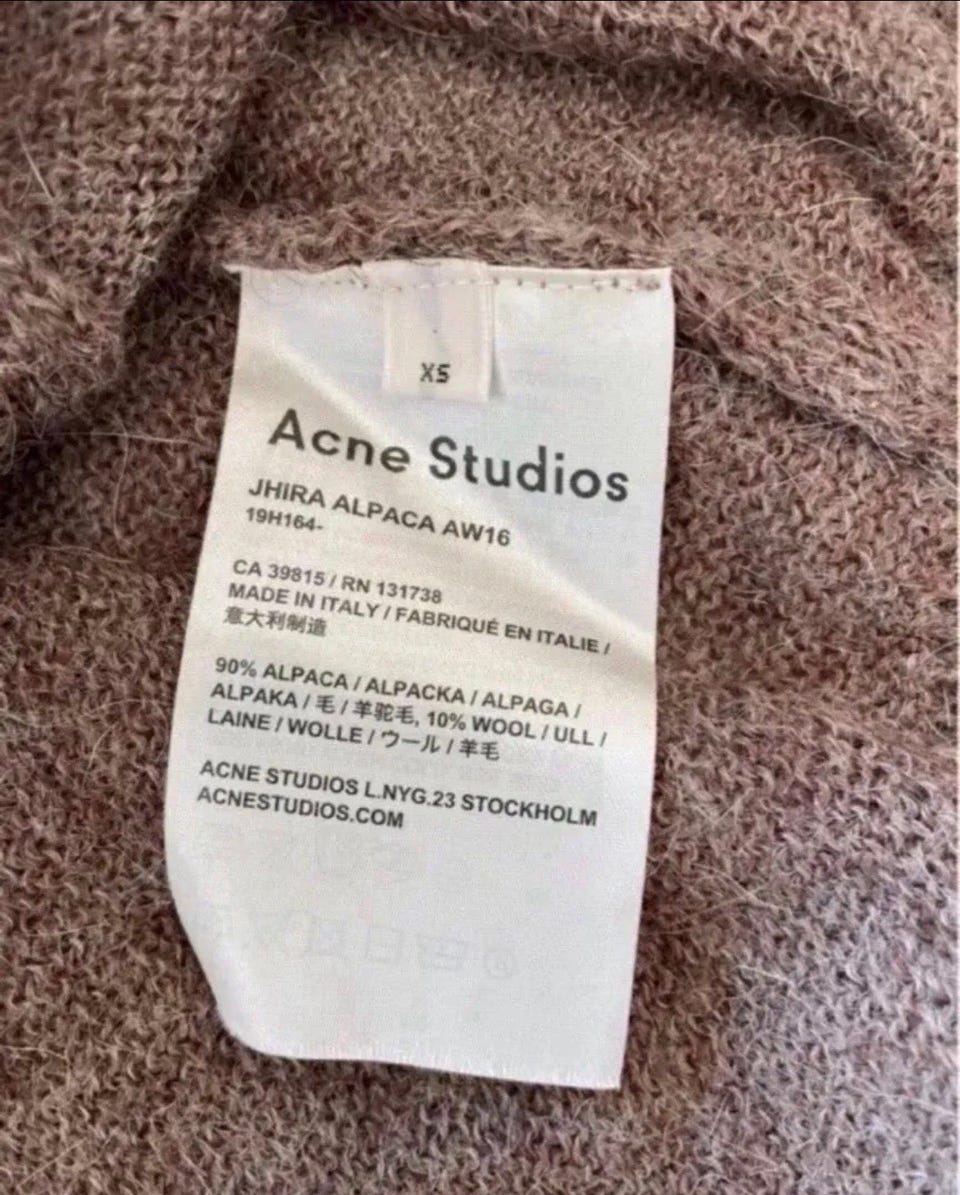 XS
Acne Studios
JHIRA ALPACA AW16
19H164-
CA 39815 / RN 131738
MADE IN ITALY / FABRIQUÉ EN ITALIE /
意大利制造
90% ALPACA / ALPACKA / ALPAGA /
ALPAKA / 毛 / 羊驼毛, 10% WOOL / ULL /
LAINE / WOLLE / ウール / 羊毛
ACNE STUDIOS L.NYG.23 STOCKHOLM
ACNESTUDIOS.COM